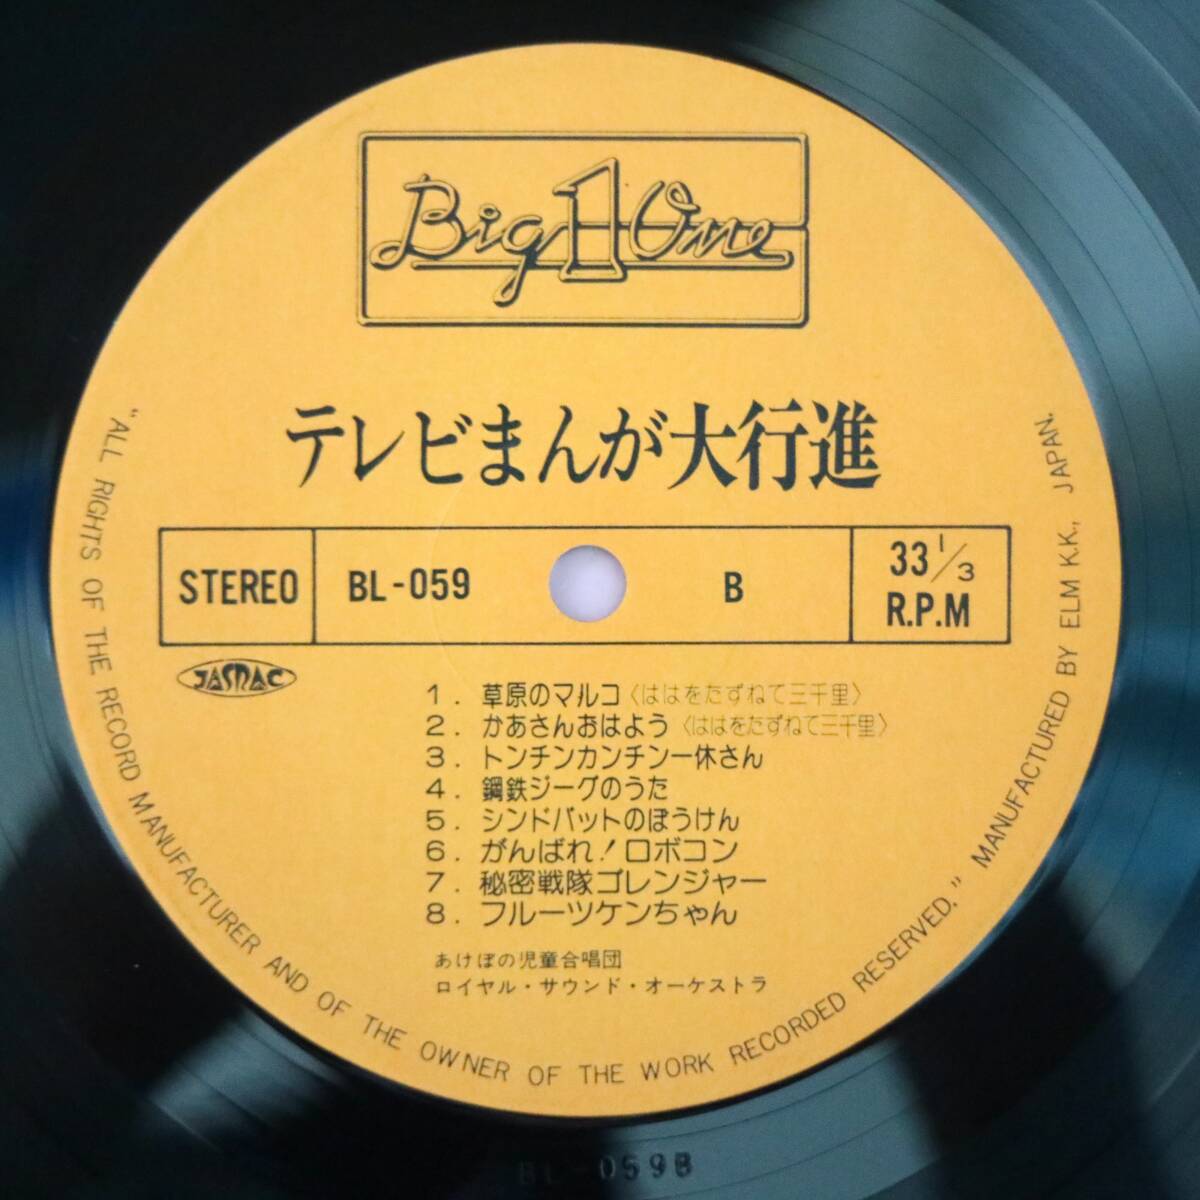 Big 1 One
テレビまんが大行進
STEREO BL-059 B 33 1/3 R.P.M
JASRAC
1. 草原のマルコ〈ははをたずねて三千里〉
2. かあさんおはよう〈ははをたずねて三千里〉
3. トンチンカンチン一休さん
4. 鋼鉄ジーグのうた
5. シンドバットのぼうけん
6. がんばれ!ロボコン
7. 秘密戦隊ゴレンジャー
8. フルーツケンちゃん
あけぼの児童合唱団
ロイヤル・サウンド・オーケストラ
"ALL RIGHTS OF THE RECORD MANUFACTURER AND OF THE OWNER OF THE WORK RECORDED RESERVED." MANUFACTURED BY ELM K.K., JAPAN.
BL-059B